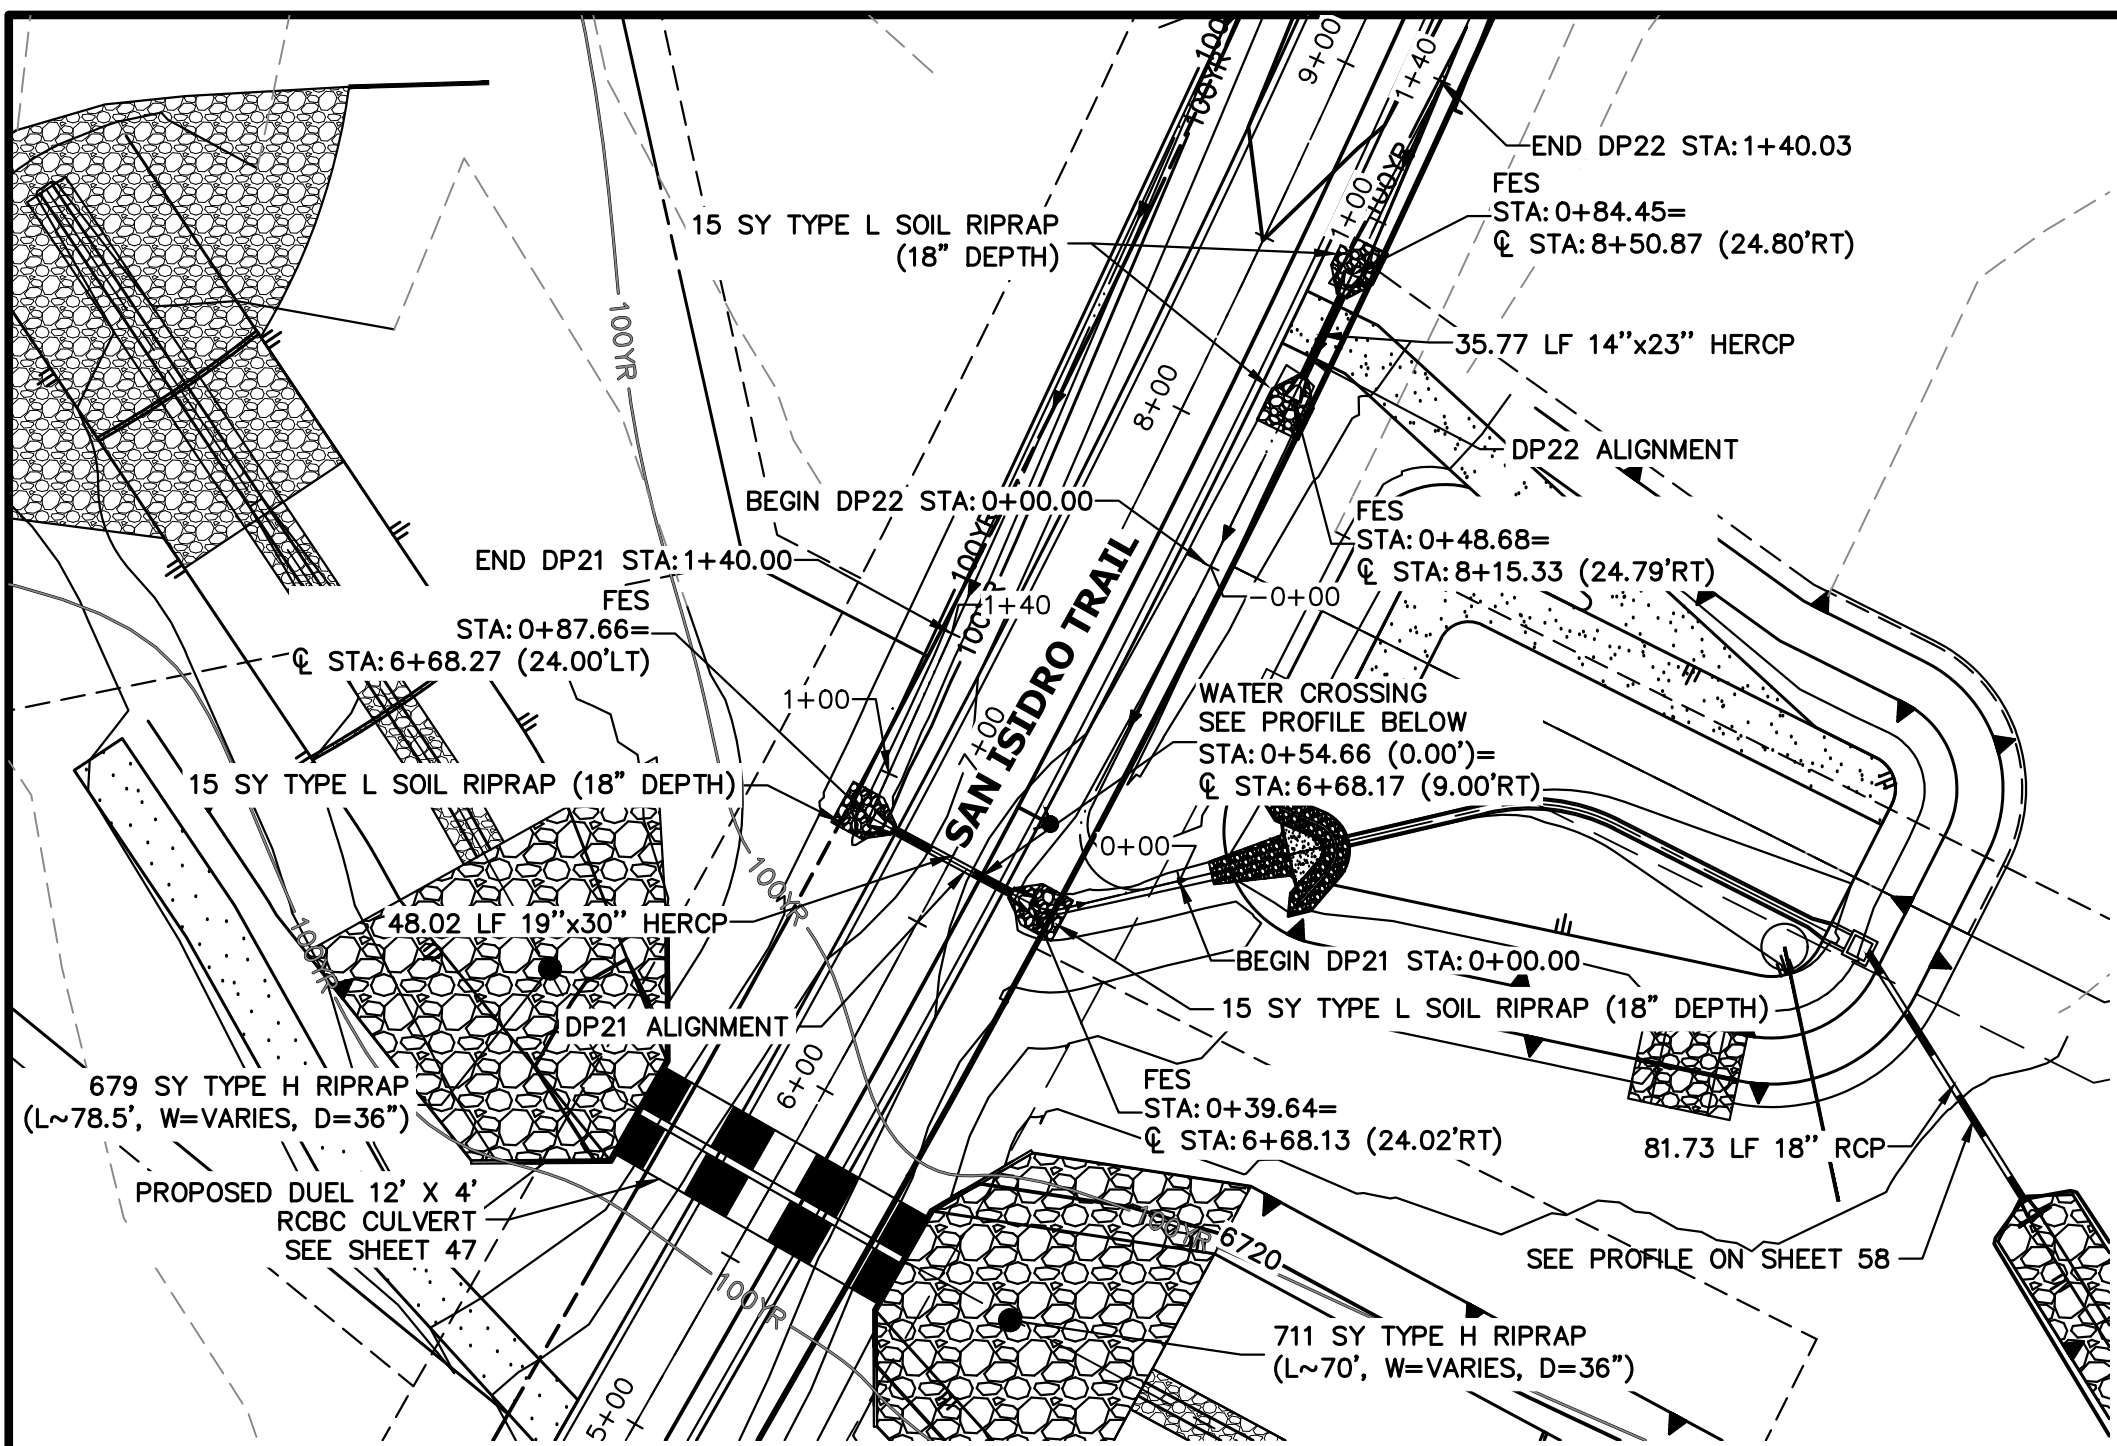 100
100YR
9+00
1+40
END DP22 STA:1+40.03
FES
STA:0+84.45=
℄ STA:8+50.87 (24.80'RT)
15 SY TYPE L SOIL RIPRAP
(18" DEPTH)
100YR
1+00
100YR
35.77 LF 14"x23" HERCP
8+00
DP22 ALIGNMENT
BEGIN DP22 STA:0+00.00
FES
STA:0+48.68=
℄ STA:8+15.33 (24.79'RT)
100YR
END DP21 STA:1+40.00
1+40
0+00
FES
STA:0+87.66=
℄ STA:6+68.27 (24.00'LT)
SAN ISIDRO TRAIL
1+00
7+00
WATER CROSSING
SEE PROFILE BELOW
STA:0+54.66 (0.00')=
℄ STA:6+68.17 (9.00'RT)
15 SY TYPE L SOIL RIPRAP (18" DEPTH)
0+00
100YR
48.02 LF 19"x30" HERCP
100YR
BEGIN DP21 STA:0+00.00
15 SY TYPE L SOIL RIPRAP (18" DEPTH)
DP21 ALIGNMENT
6+00
679 SY TYPE H RIPRAP
(L~78.5', W=VARIES, D=36")
FES
STA:0+39.64=
℄ STA:6+68.13 (24.02'RT)
81.73 LF 18" RCP
PROPOSED DUEL 12' X 4'
RCBC CULVERT
SEE SHEET 47
100YR
6720
SEE PROFILE ON SHEET 58
100YR
711 SY TYPE H RIPRAP
(L~70', W=VARIES, D=36")
5+00